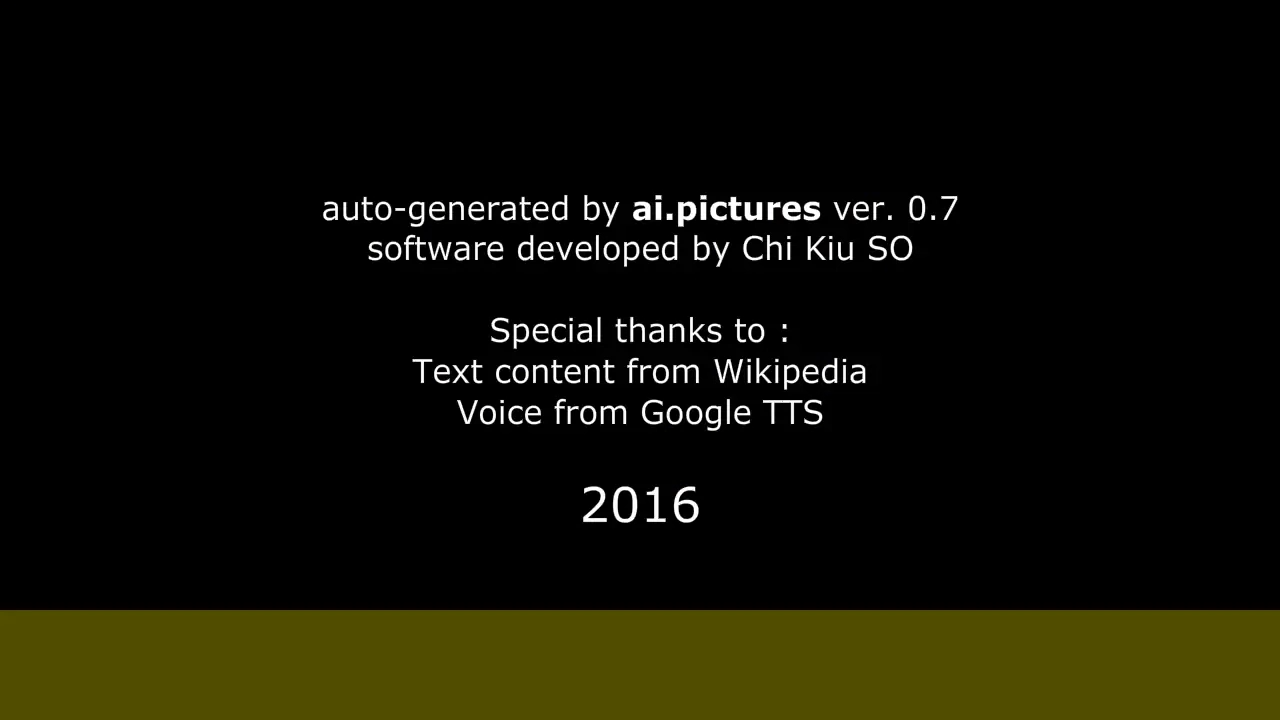 auto-generated by ai.pictures ver. 0.7
software developed by Chi Kiu SO
Special thanks to :
Text content from Wikipedia
Voice from Google TTS
2016